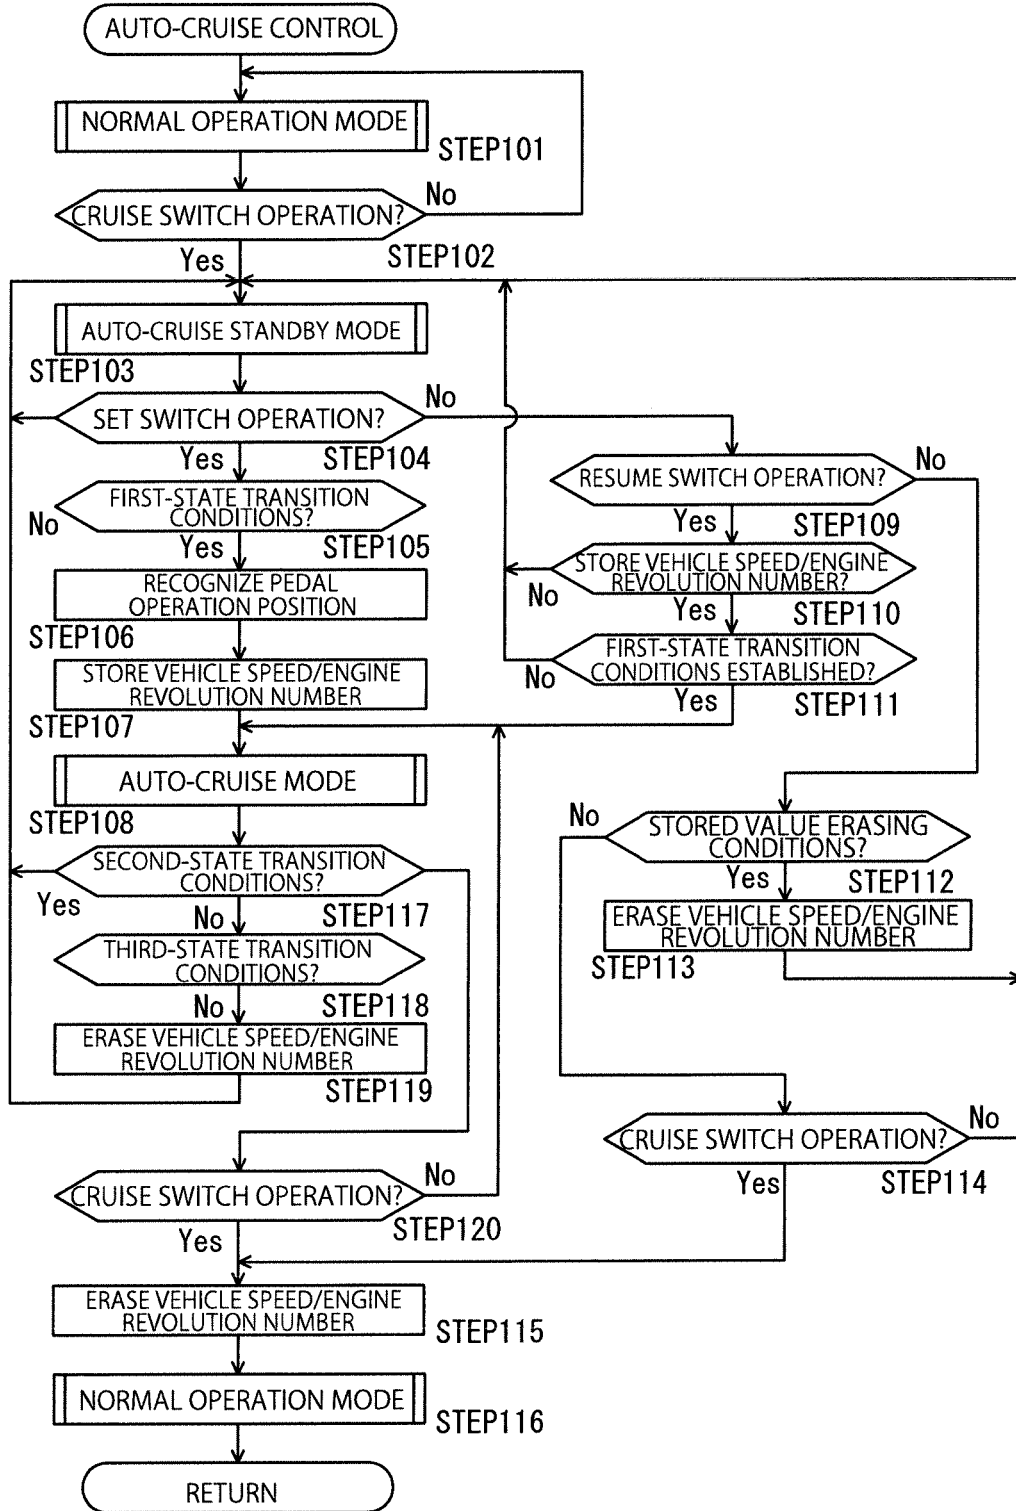 AUTO-CRUISE CONTROL
NORMAL OPERATION MODE
STEP101
No
CRUISE SWITCH OPERATION?
Yes
STEP102
AUTO-CRUISE STANDBY MODE
STEP103
No
SET SWITCH OPERATION?
Yes
STEP104
No
RESUME SWITCH OPERATION?
FIRST-STATE TRANSITION
CONDITIONS?
No
Yes
STEP105
Yes
STEP109
STORE VEHICLE SPEED/ENGINE
REVOLUTION NUMBER?
No
Yes
STEP110
RECOGNIZE PEDAL
OPERATION POSITION
STEP106
FIRST-STATE TRANSITION
CONDITIONS ESTABLISHED?
No
Yes
STEP111
STORE VEHICLE SPEED/ENGINE
REVOLUTION NUMBER
STEP107
AUTO-CRUISE MODE
STEP108
No
STORED VALUE ERASING
CONDITIONS?
Yes
STEP112
SECOND-STATE TRANSITION
CONDITIONS?
Yes
No
STEP117
ERASE VEHICLE SPEED/ENGINE
REVOLUTION NUMBER
STEP113
THIRD-STATE TRANSITION
CONDITIONS?
No
STEP118
ERASE VEHICLE SPEED/ENGINE
REVOLUTION NUMBER
STEP119
No
CRUISE SWITCH OPERATION?
Yes
STEP114
No
CRUISE SWITCH OPERATION?
Yes
STEP120
ERASE VEHICLE SPEED/ENGINE
REVOLUTION NUMBER
STEP115
NORMAL OPERATION MODE
STEP116
RETURN